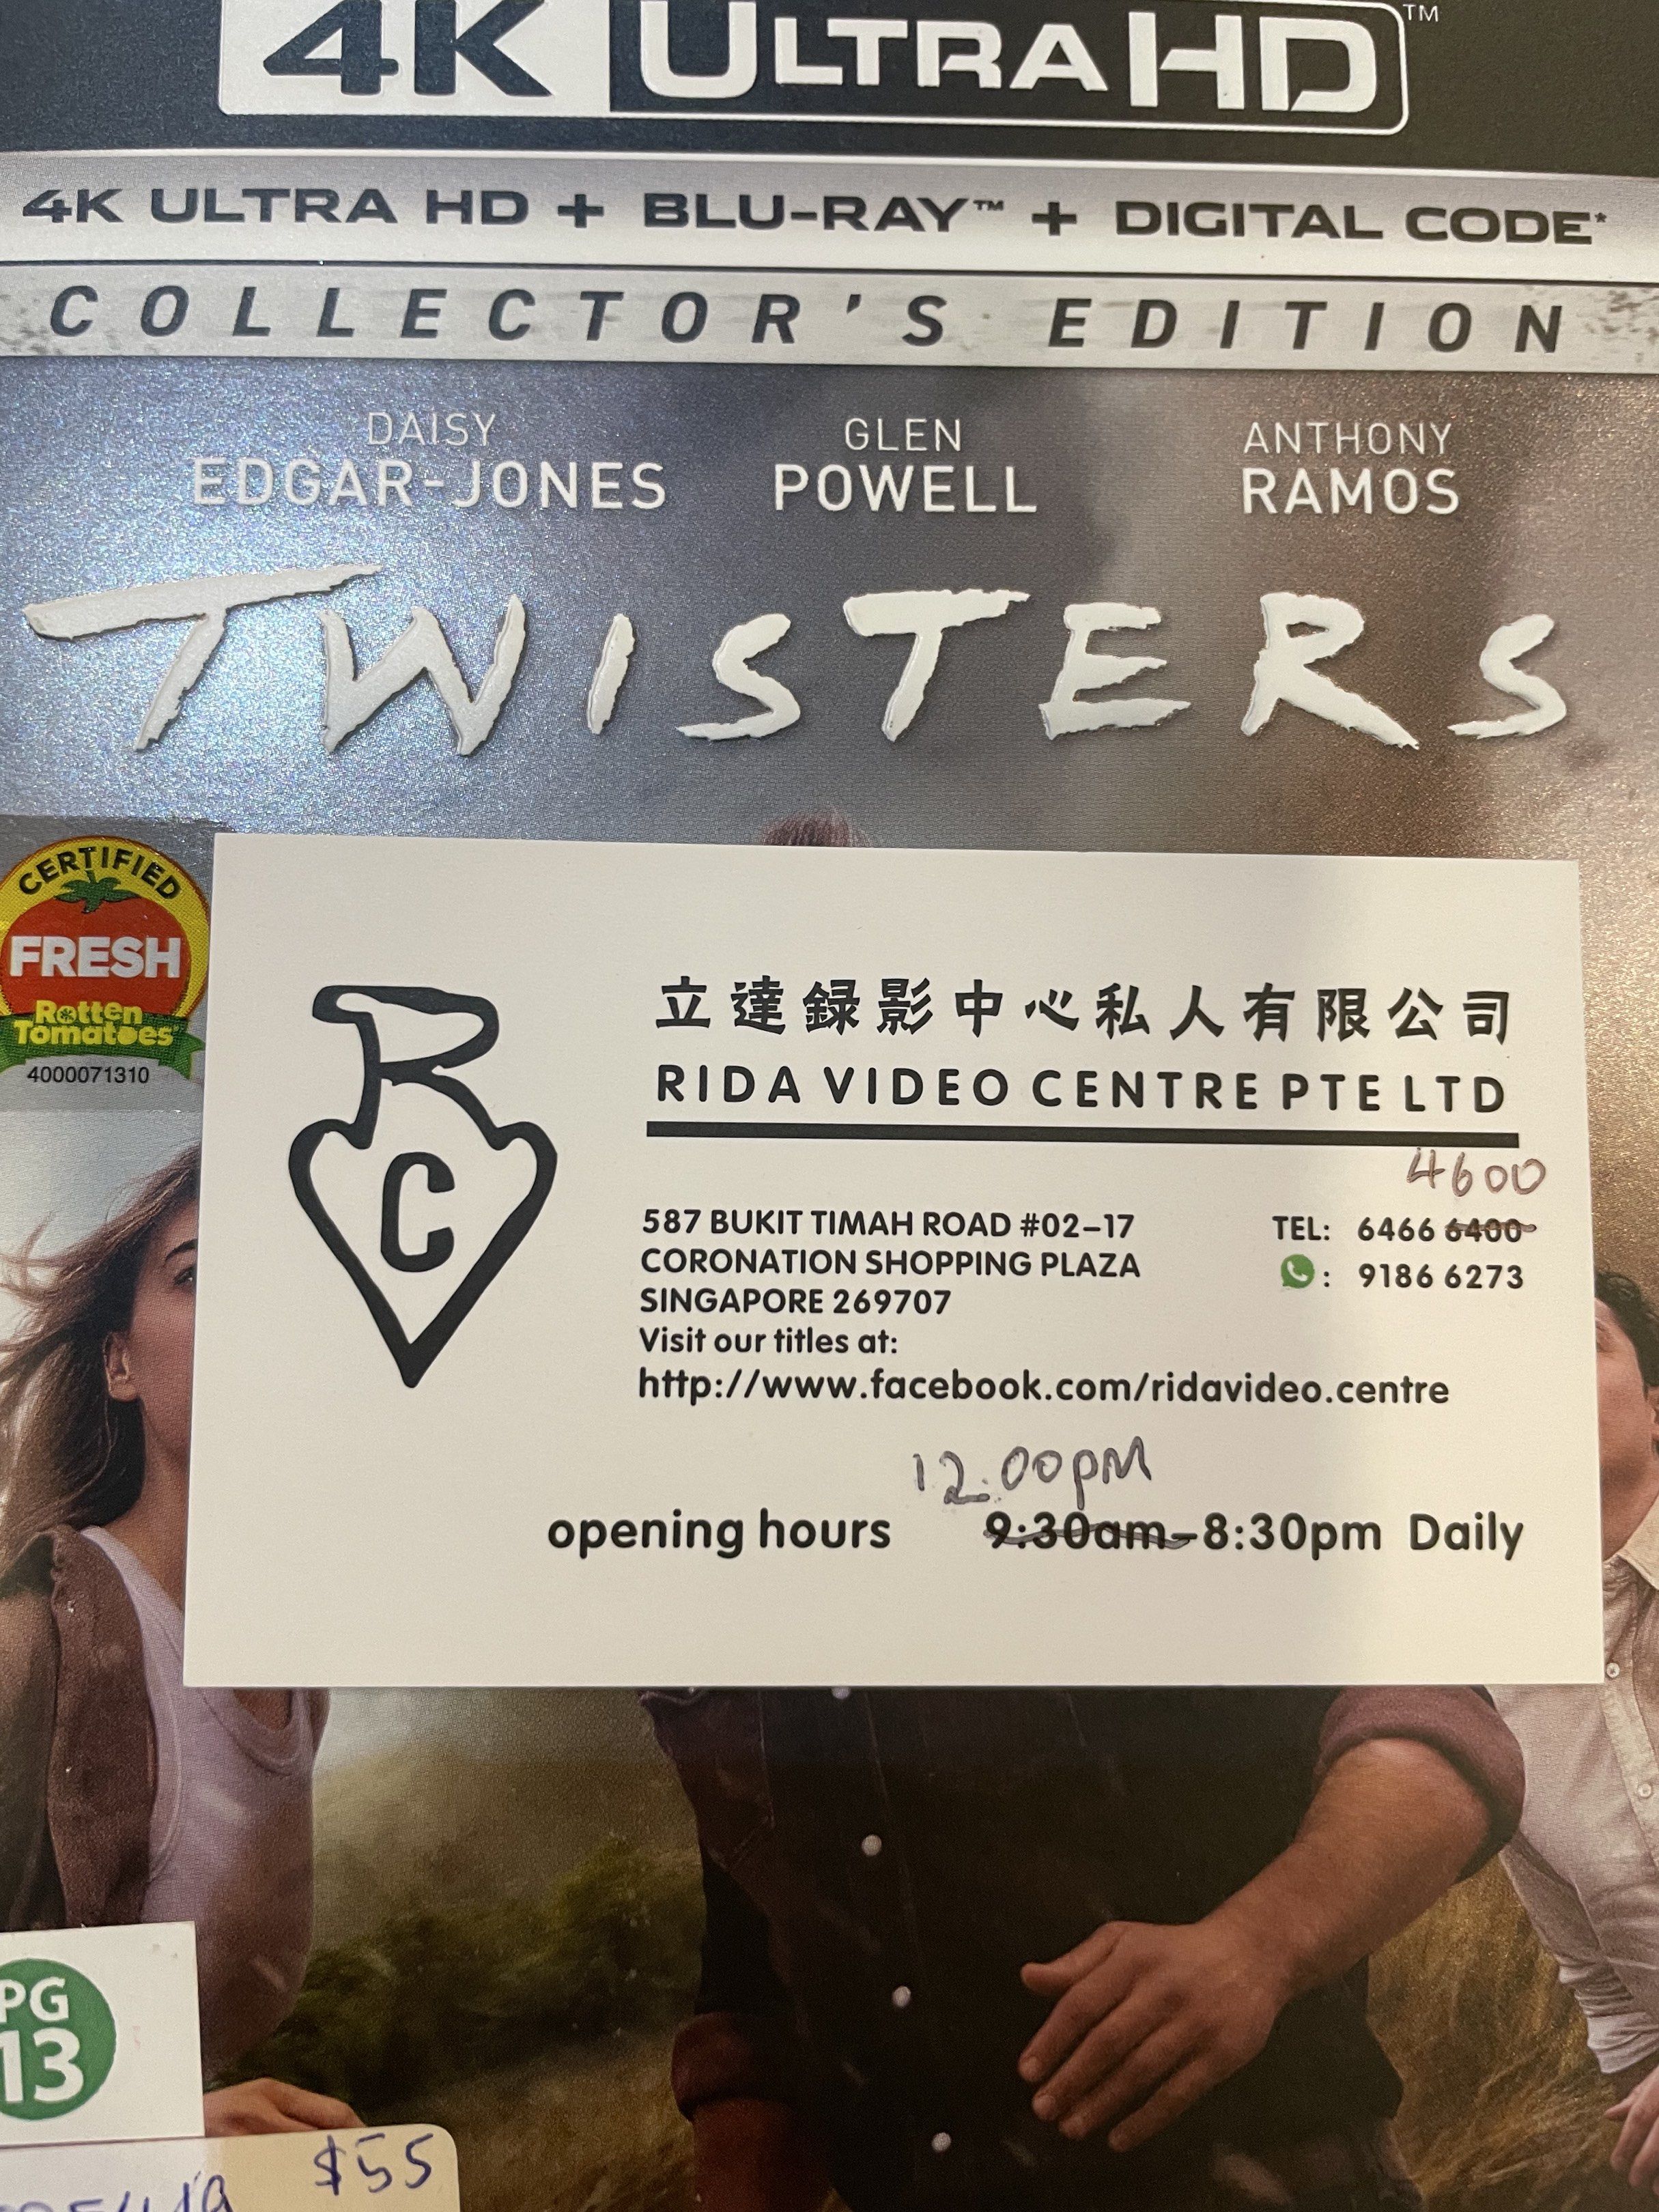 4K ULTRA HD™
4K ULTRA HD + BLU-RAY™ + DIGITAL CODE*
COLLECTOR'S EDITION
DAISY EDGAR-JONES
GLEN POWELL
ANTHONY RAMOS
TWISTERS
CERTIFIED
FRESH
Rotten
Tomatoes
4000071310
立達録影中心私人有限公司
RIDA VIDEO CENTRE PTE LTD
C
4600
587 BUKIT TIMAH ROAD #02-17
CORONATION SHOPPING PLAZA
SINGAPORE 269707
TEL: 6466 6400
: 9186 6273
Visit our titles at:
http://www.facebook.com/ridavideo.centre
12.00pm
opening hours 9:30am-8:30pm Daily
PG
13
$55